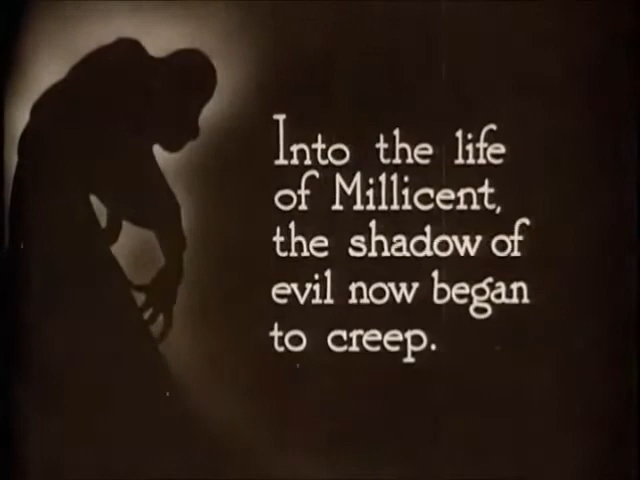 Into the life
of Millicent,
the shadow of
evil now began
to creep.